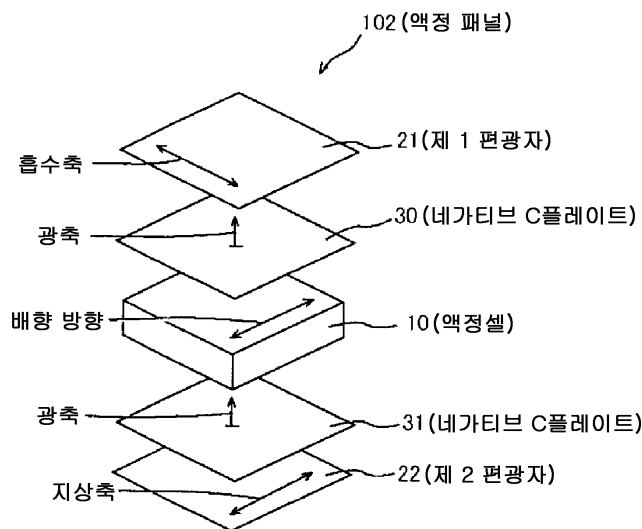 102(액정 패널)
21(제 1 편광자)
흡수축
30(네가티브 C플레이트)
광축
배향 방향
10(액정셀)
광축
31(네가티브 C플레이트)
22(제 2 편광자)
지상축